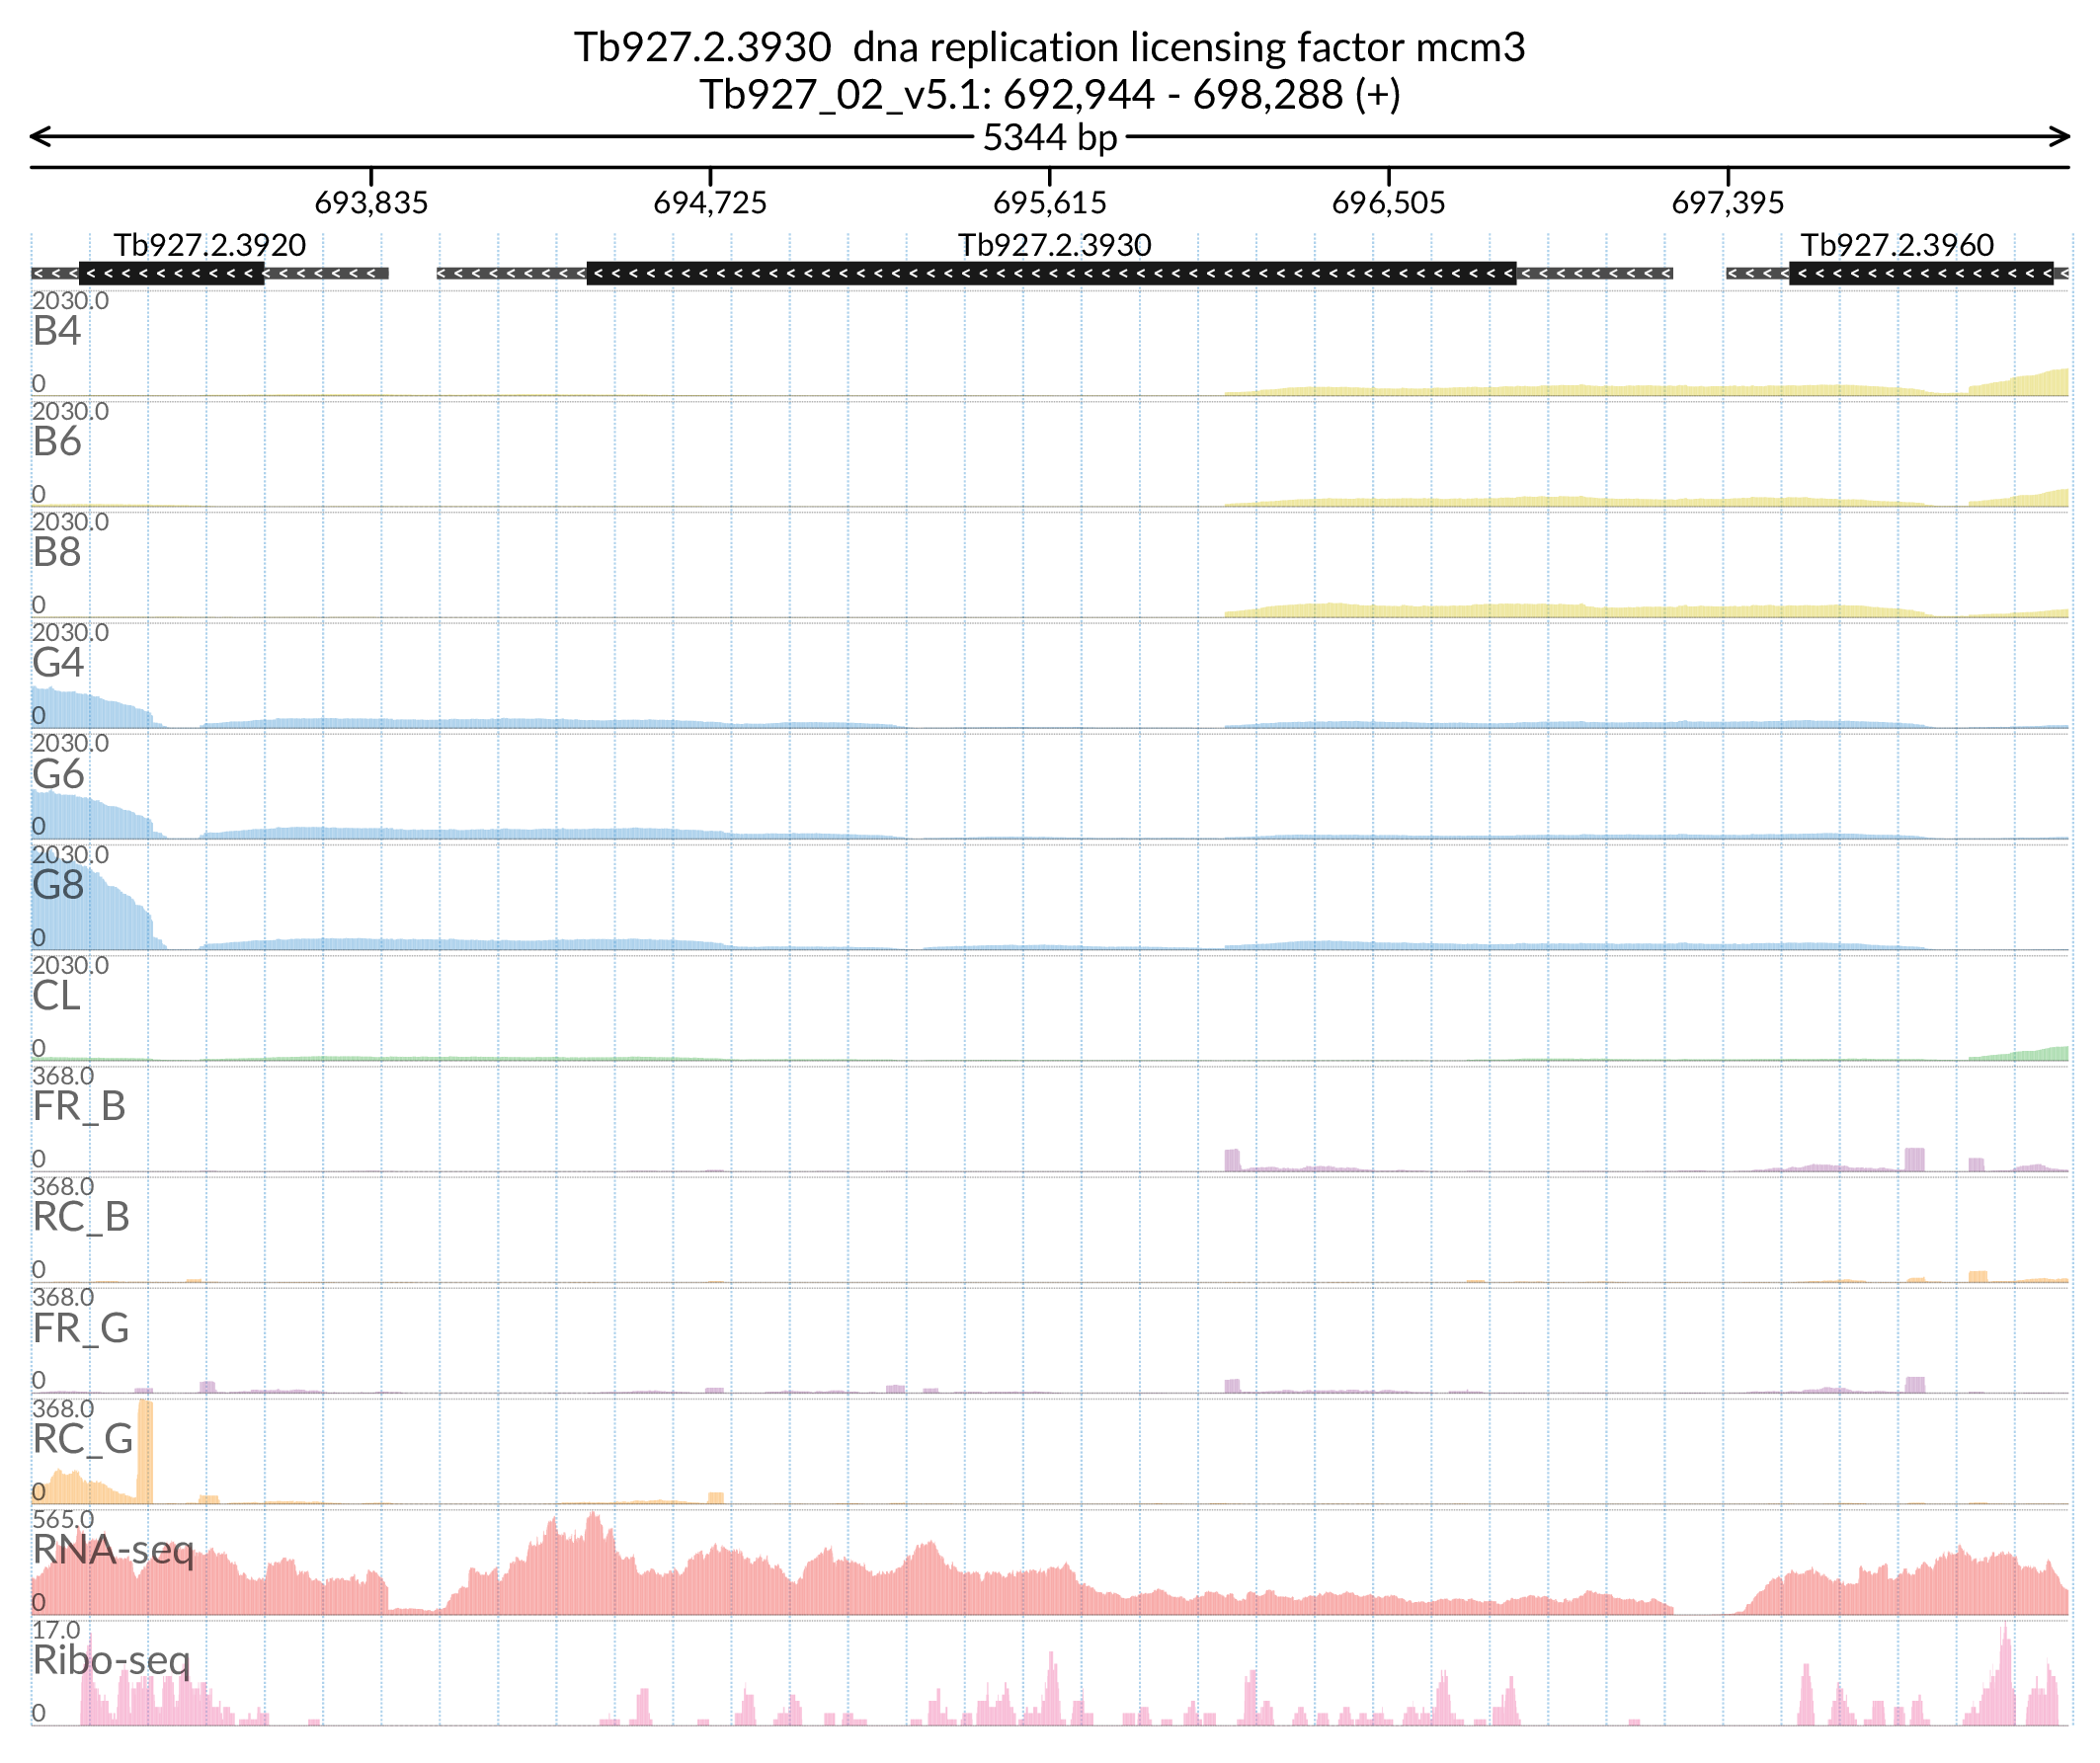 Tb927.2.3930 dna replication licensing factor mcm3
Tb927_02_v5.1: 692,944 - 698,288 (+)
5344 bp
693,835 694,725 695,615 696,505 697,395
Tb927.2.3920 Tb927.2.3930 Tb927.2.3960
2030.0
B4
0
2030.0
B6
0
2030.0
B8
0
2030.0
G4
0
2030.0
G6
0
2030.0
G8
0
2030.0
CL
0
368.0
FR_B
0
368.0
RC_B
0
368.0
FR_G
0
368.0
RC_G
0
565.0
RNA-seq
0
17.0
Ribo-seq
0